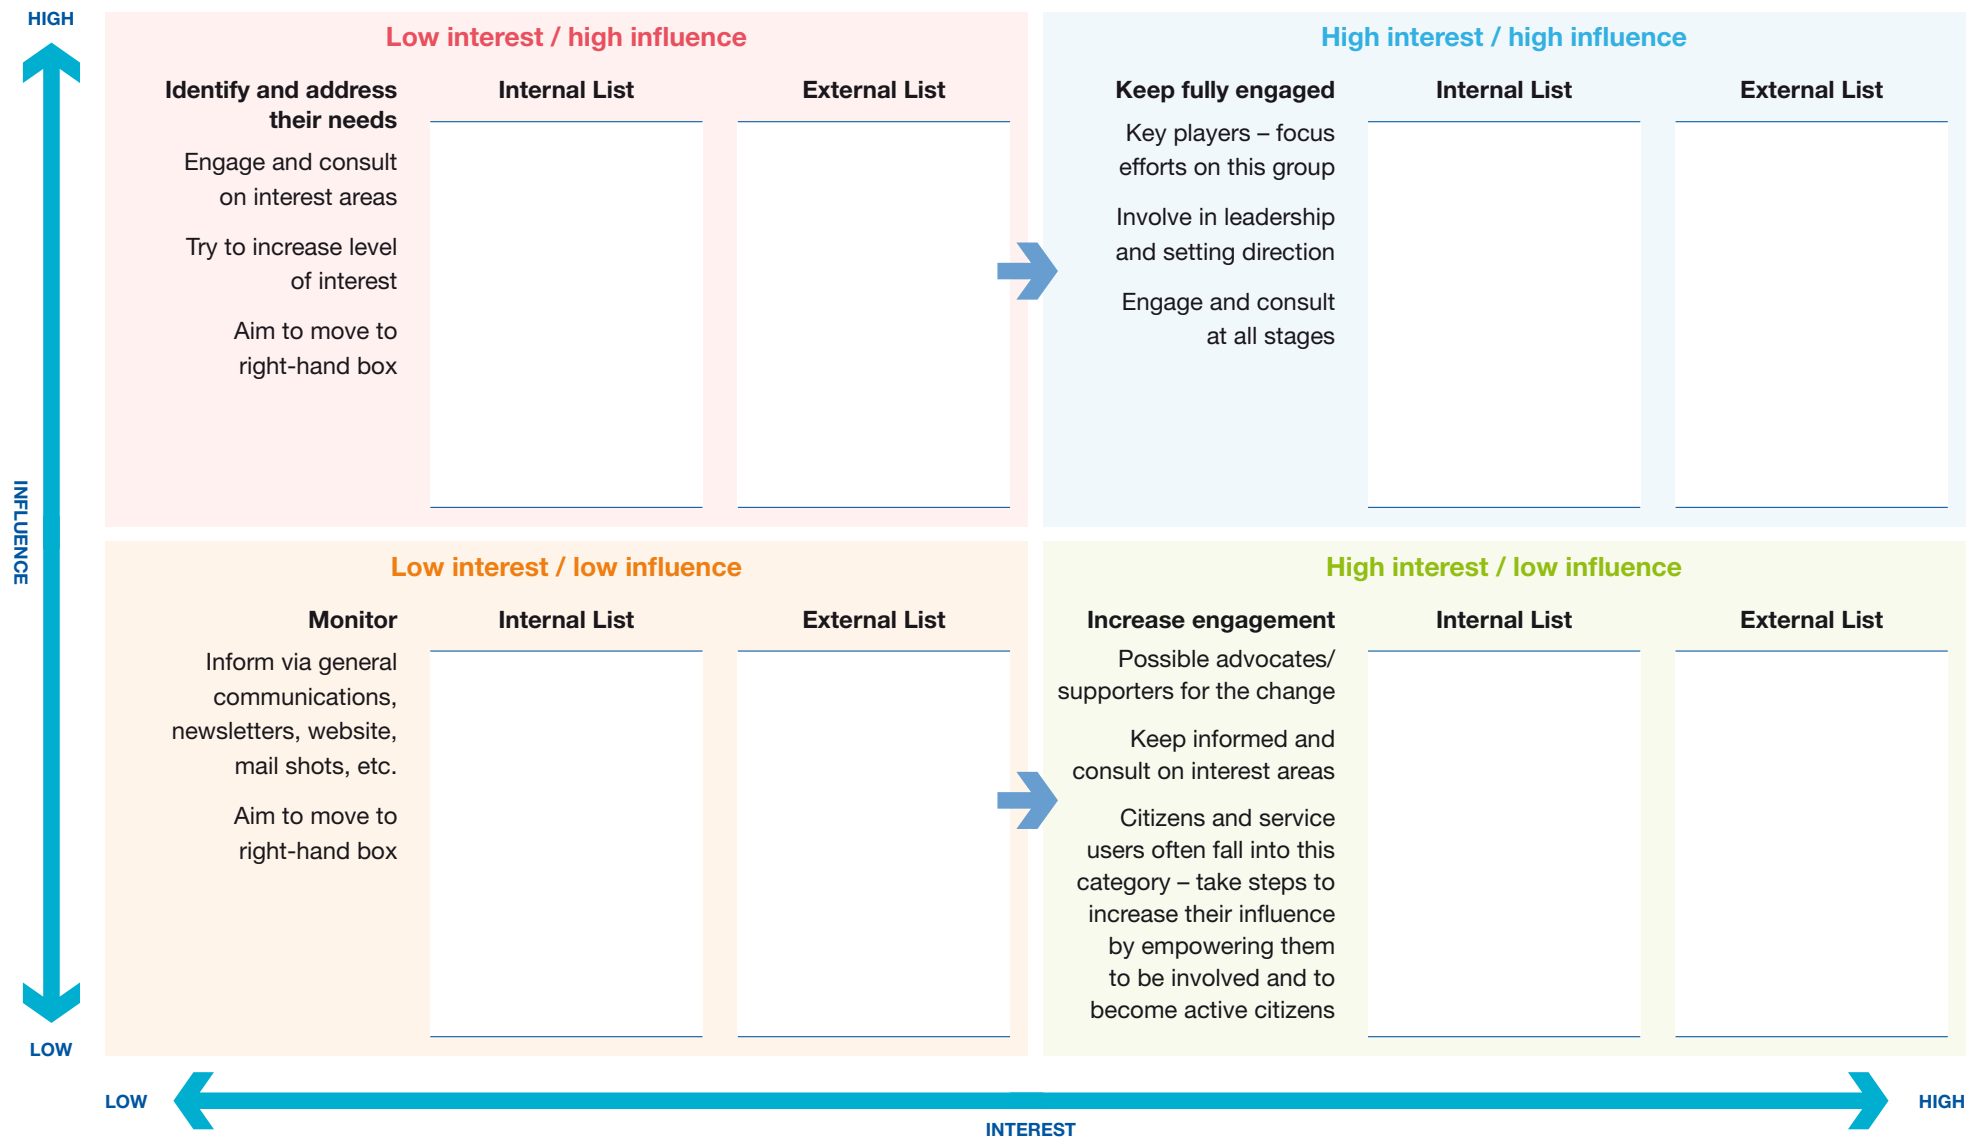 HIGH
INFLUENCE
LOW
Low interest / high influence
Identify and address
their needs
Engage and consult
on interest areas
Try to increase level
of interest
Aim to move to
right-hand box
Internal List
External List
High interest / high influence
Keep fully engaged
Key players – focus
efforts on this group
Involve in leadership
and setting direction
Engage and consult
at all stages
Internal List
External List
Low interest / low influence
Monitor
Inform via general
communications,
newsletters, website,
mail shots, etc.
Aim to move to
right-hand box
Internal List
External List
High interest / low influence
Increase engagement
Possible advocates/
supporters for the change
Keep informed and
consult on interest areas
Citizens and service
users often fall into this
category – take steps to
increase their influence
by empowering them
to be involved and to
become active citizens
Internal List
External List
LOW
INTEREST
HIGH